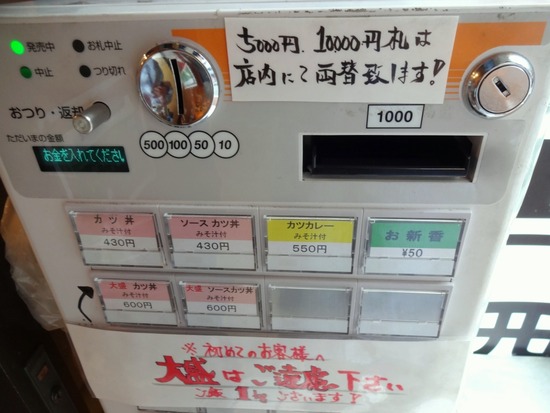 発売中
お札中止
中止
つり切れ
おつり・返却
ただいまの金額
お金を入れてください
500 100 50 10
5000円、10000円札は
店内にて両替致します!
1000
カツ丼
みそ汁付
430円
ソースカツ丼
みそ汁付
430円
カツカレー
みそ汁付
550円
お新香
¥50
大盛 カツ丼
みそ汁付
600円
大盛 ソースカツ丼
みそ汁付
600円
※初めてのお客様へ
大盛はご遠慮下さい
ございます!